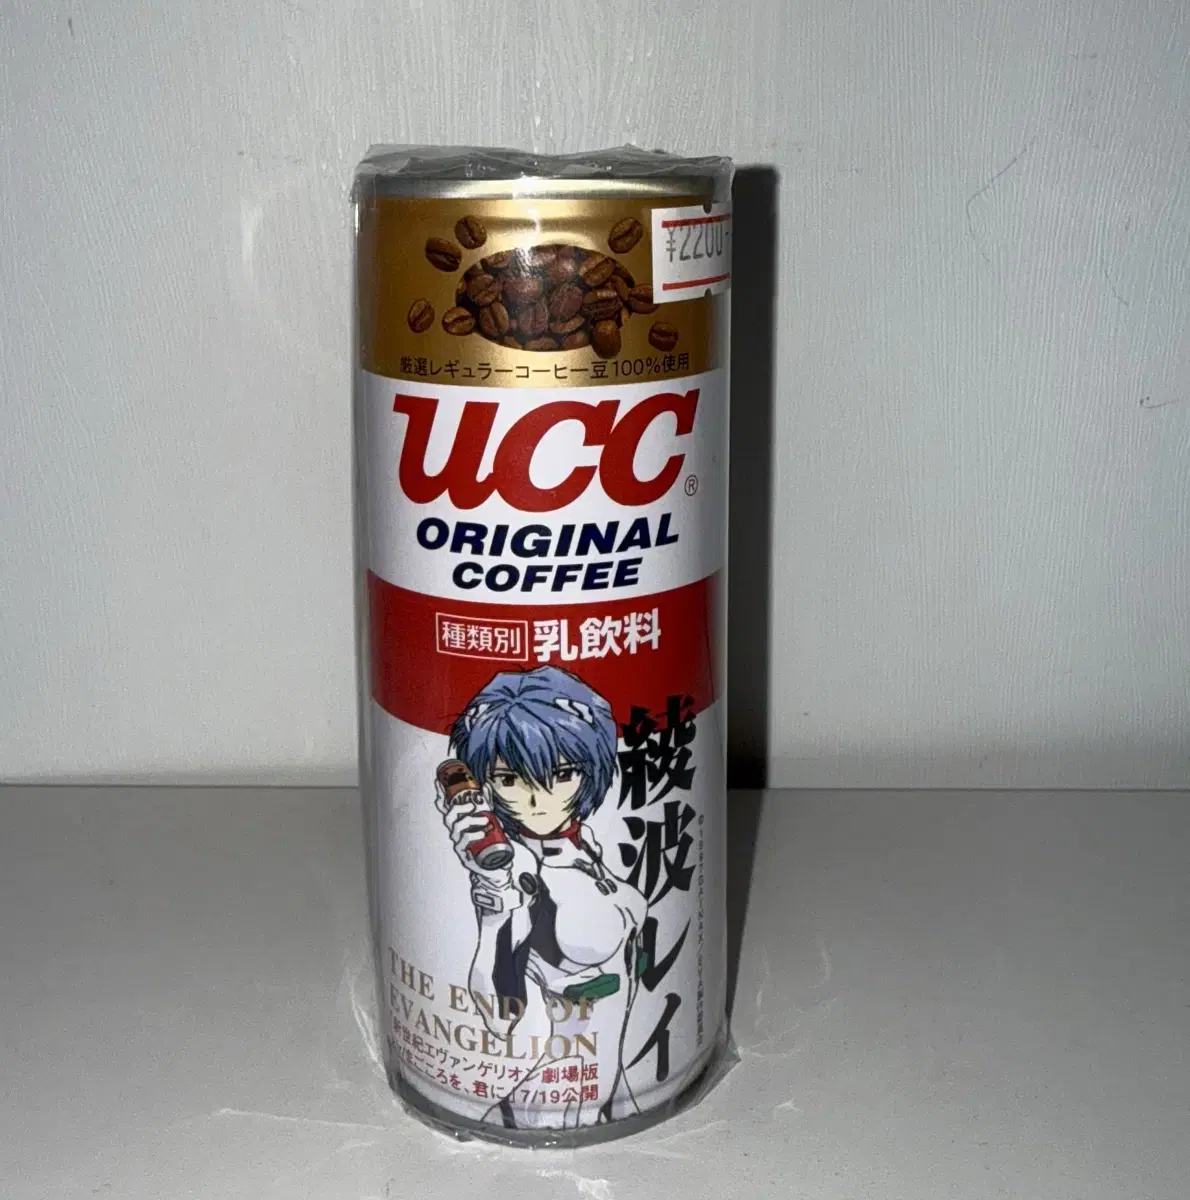 ¥2200-
厳選レギュラーコーヒー豆100%使用
UCC®
ORIGINAL
COFFEE
種類別 乳飲料
綾波レイ
UCC
THE END OF
EVANGELION
新世紀エヴァンゲリオン劇場版
まごころを、君に 7/19公開